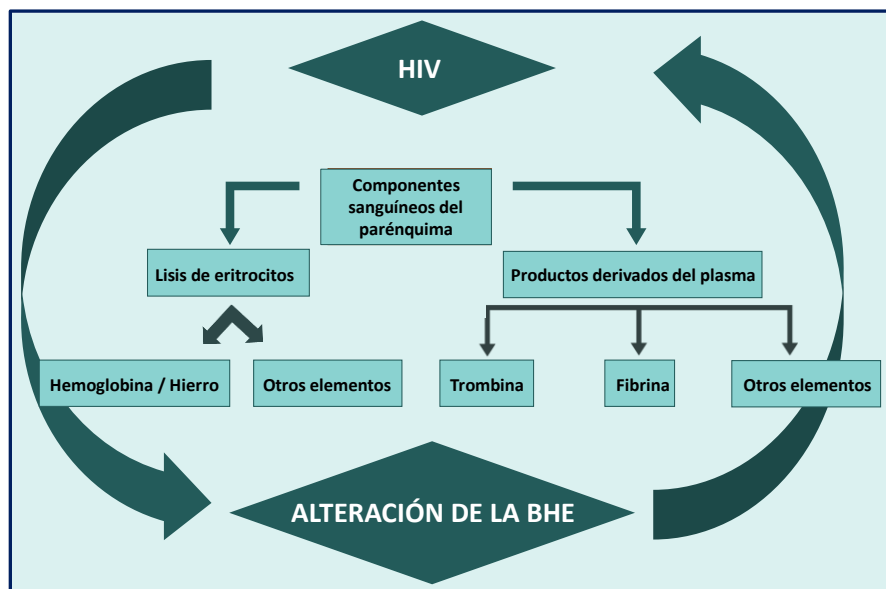 HIV
Componentes
sanguíneos del
parénquima
Lisis de eritrocitos
Productos derivados del plasma
Hemoglobina / Hierro
Otros elementos
Trombina
Fibrina
Otros elementos
ALTERACIÓN DE LA BHE